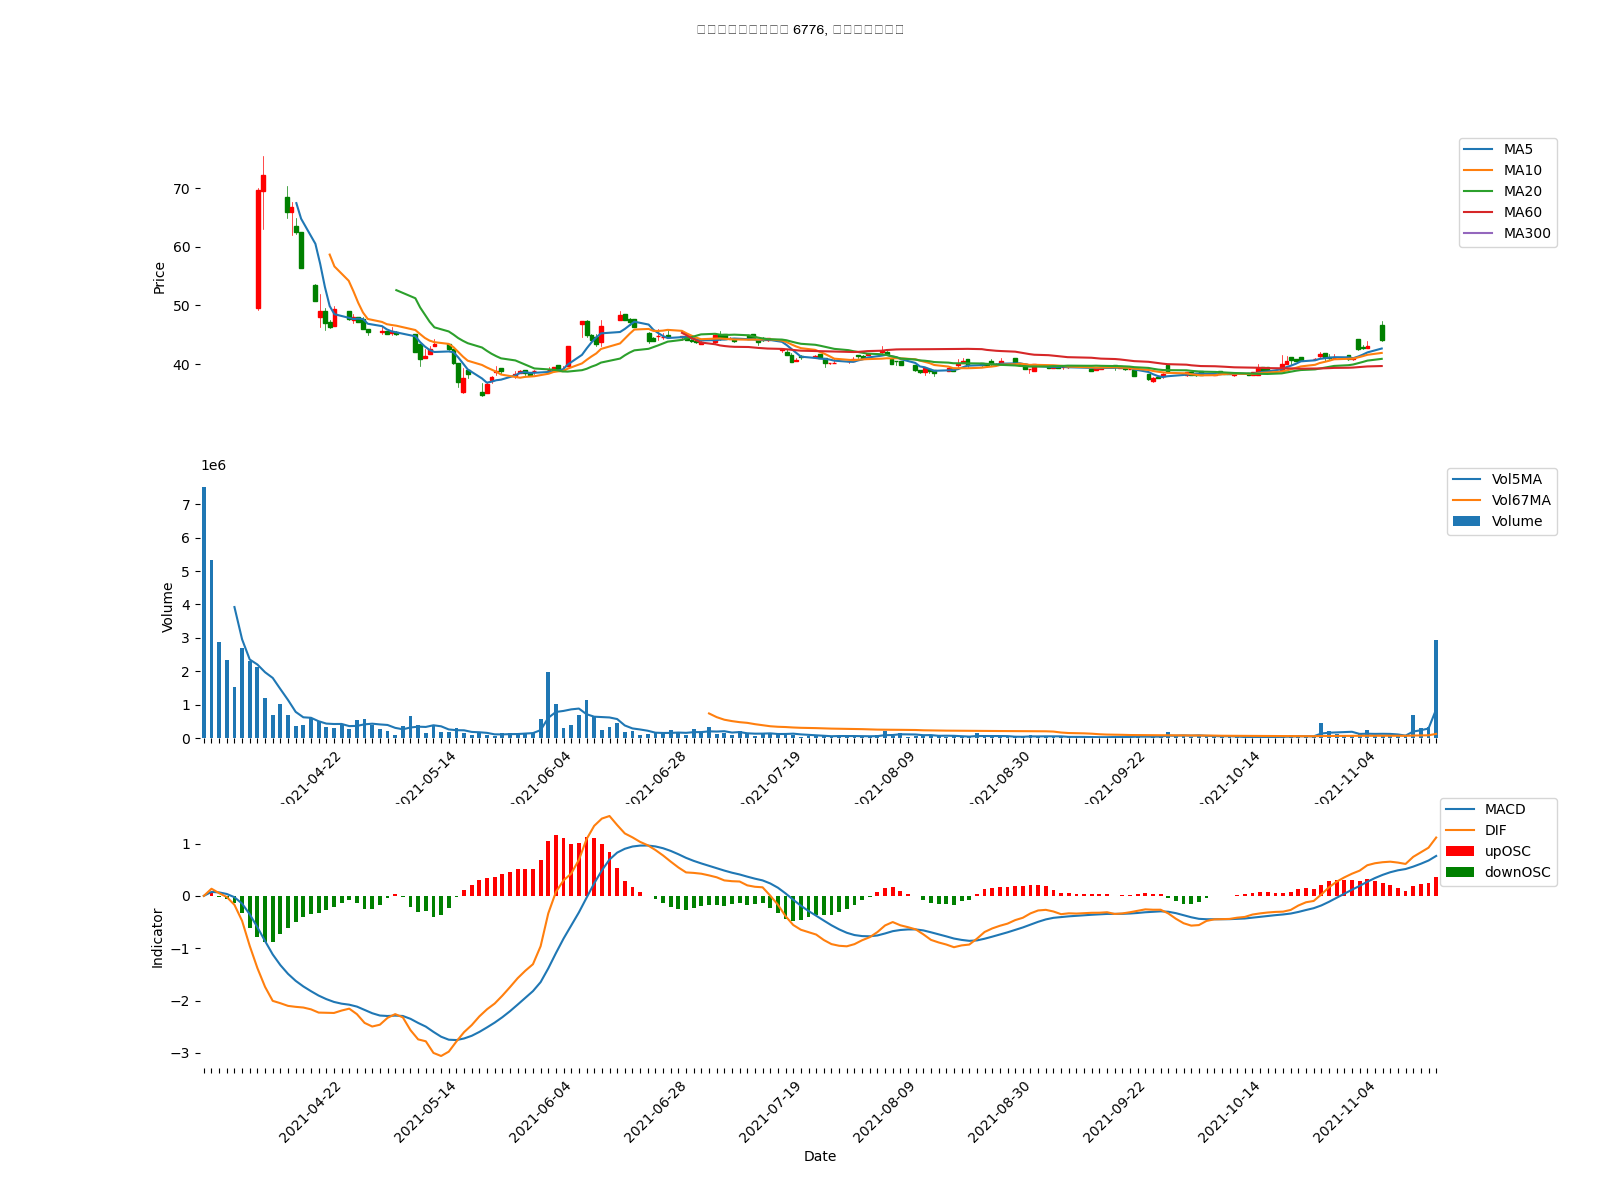 6776,
MA5
MA10
MA20
MA60
MA300
Price
70
60
50
40
1e6
Vol5MA
Vol67MA
Volume
Volume
7
6
5
4
3
2
1
0
2021-04-22
2021-05-14
2021-06-04
2021-06-28
2021-07-19
2021-08-09
2021-08-30
2021-09-22
2021-10-14
2021-11-04
MACD
DIF
upOSC
downOSC
Indicator
1
0
−1
−2
−3
2021-04-22
2021-05-14
2021-06-04
2021-06-28
2021-07-19
2021-08-09
2021-08-30
2021-09-22
2021-10-14
2021-11-04
Date